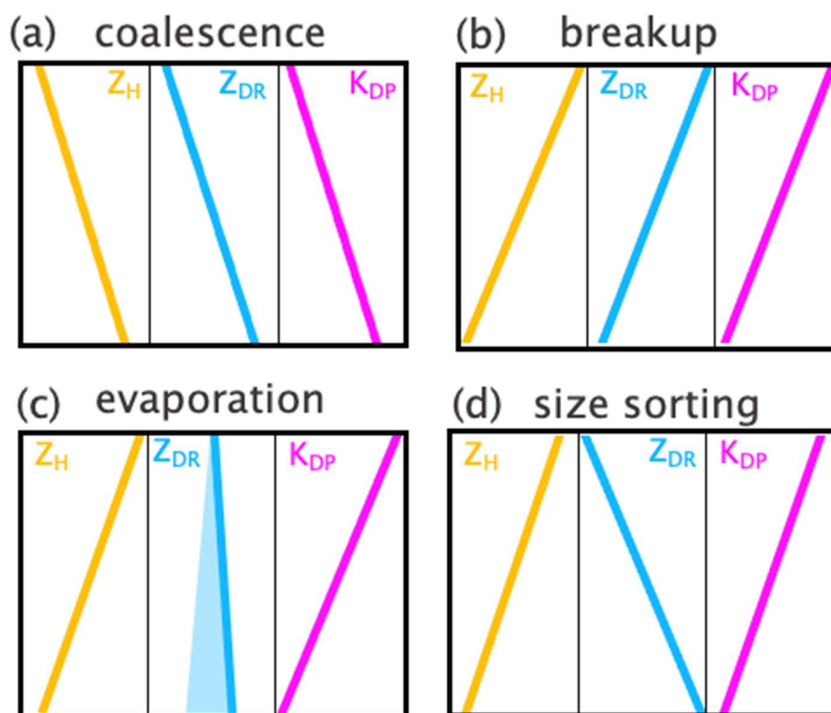 (a) coalescence
Z_H Z_DR K_DP
(b) breakup
Z_H Z_DR K_DP
(c) evaporation
Z_H Z_DR K_DP
(d) size sorting
Z_H Z_DR K_DP